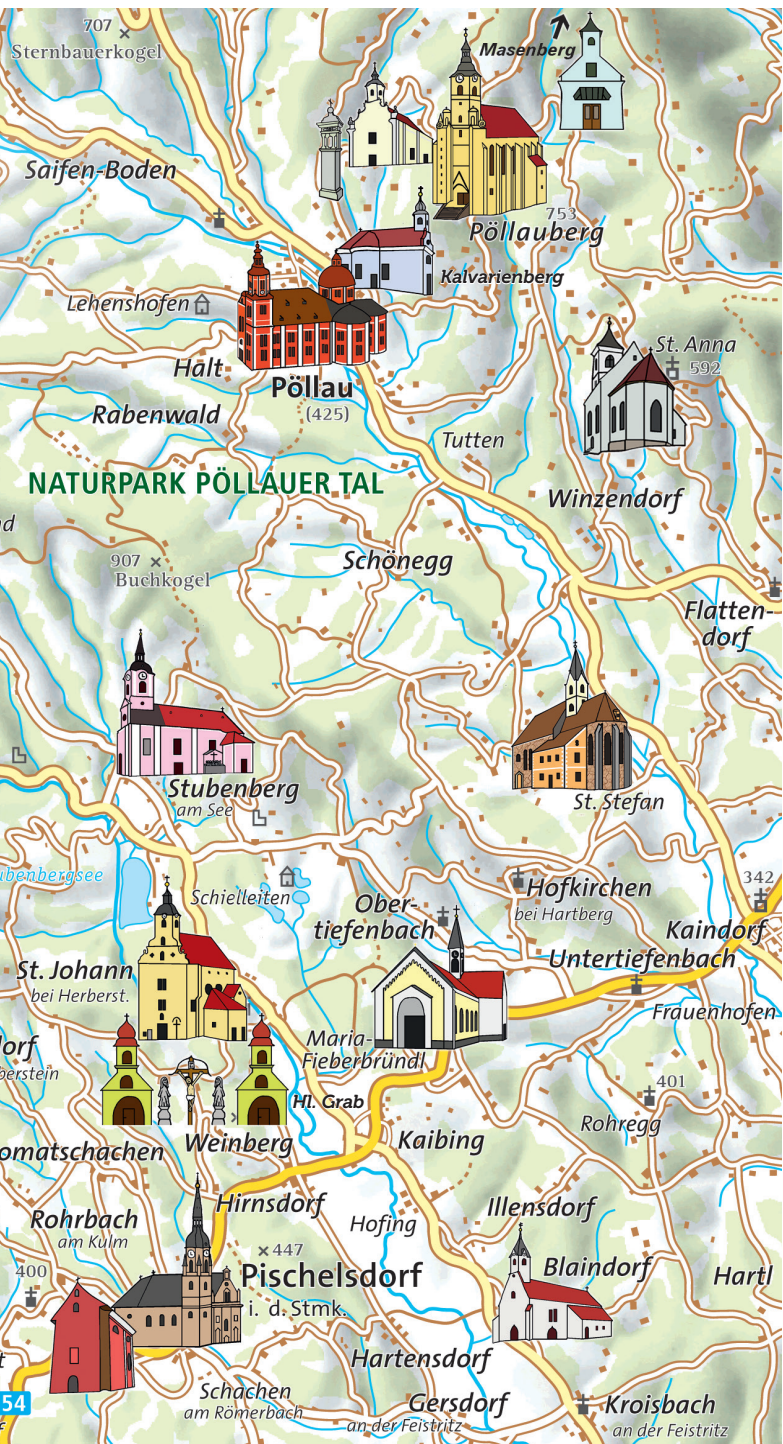 707
Sternbauerkogel
Masenberg
Saifen-Boden
753
Pöllauberg
Kalvarienberg
Lehenshofen
Halt
Pöllau
(425)
Rabenwald
St. Anna
592
Tutten
NATURPARK PÖLLAUER TAL
Winzendorf
Schönegg
907
Buchkogel
Flatten-
dorf
Stubenberg
am See
St. Stefan
Schielleiten
Ober-
tiefenbach
Hofkirchen
bei Hartberg
342
Kaindorf
Untertiefenbach
St. Johann
bei Herberst.
Frauenhofen
Maria-
Fieberbründl
Hl. Grab
401
Rohregg
Weinberg
Kaibing
Hirnsdorf
Rohrbach
am Kulm
Hofing
Illensdorf
447
Pischelsdorf
i. d. Stmk.
Blaindorf
Hartl
400
Hartensdorf
54
Schachen
am Römerbach
Gersdorf
an der Feistritz
Kroisbach
an der Feistritz